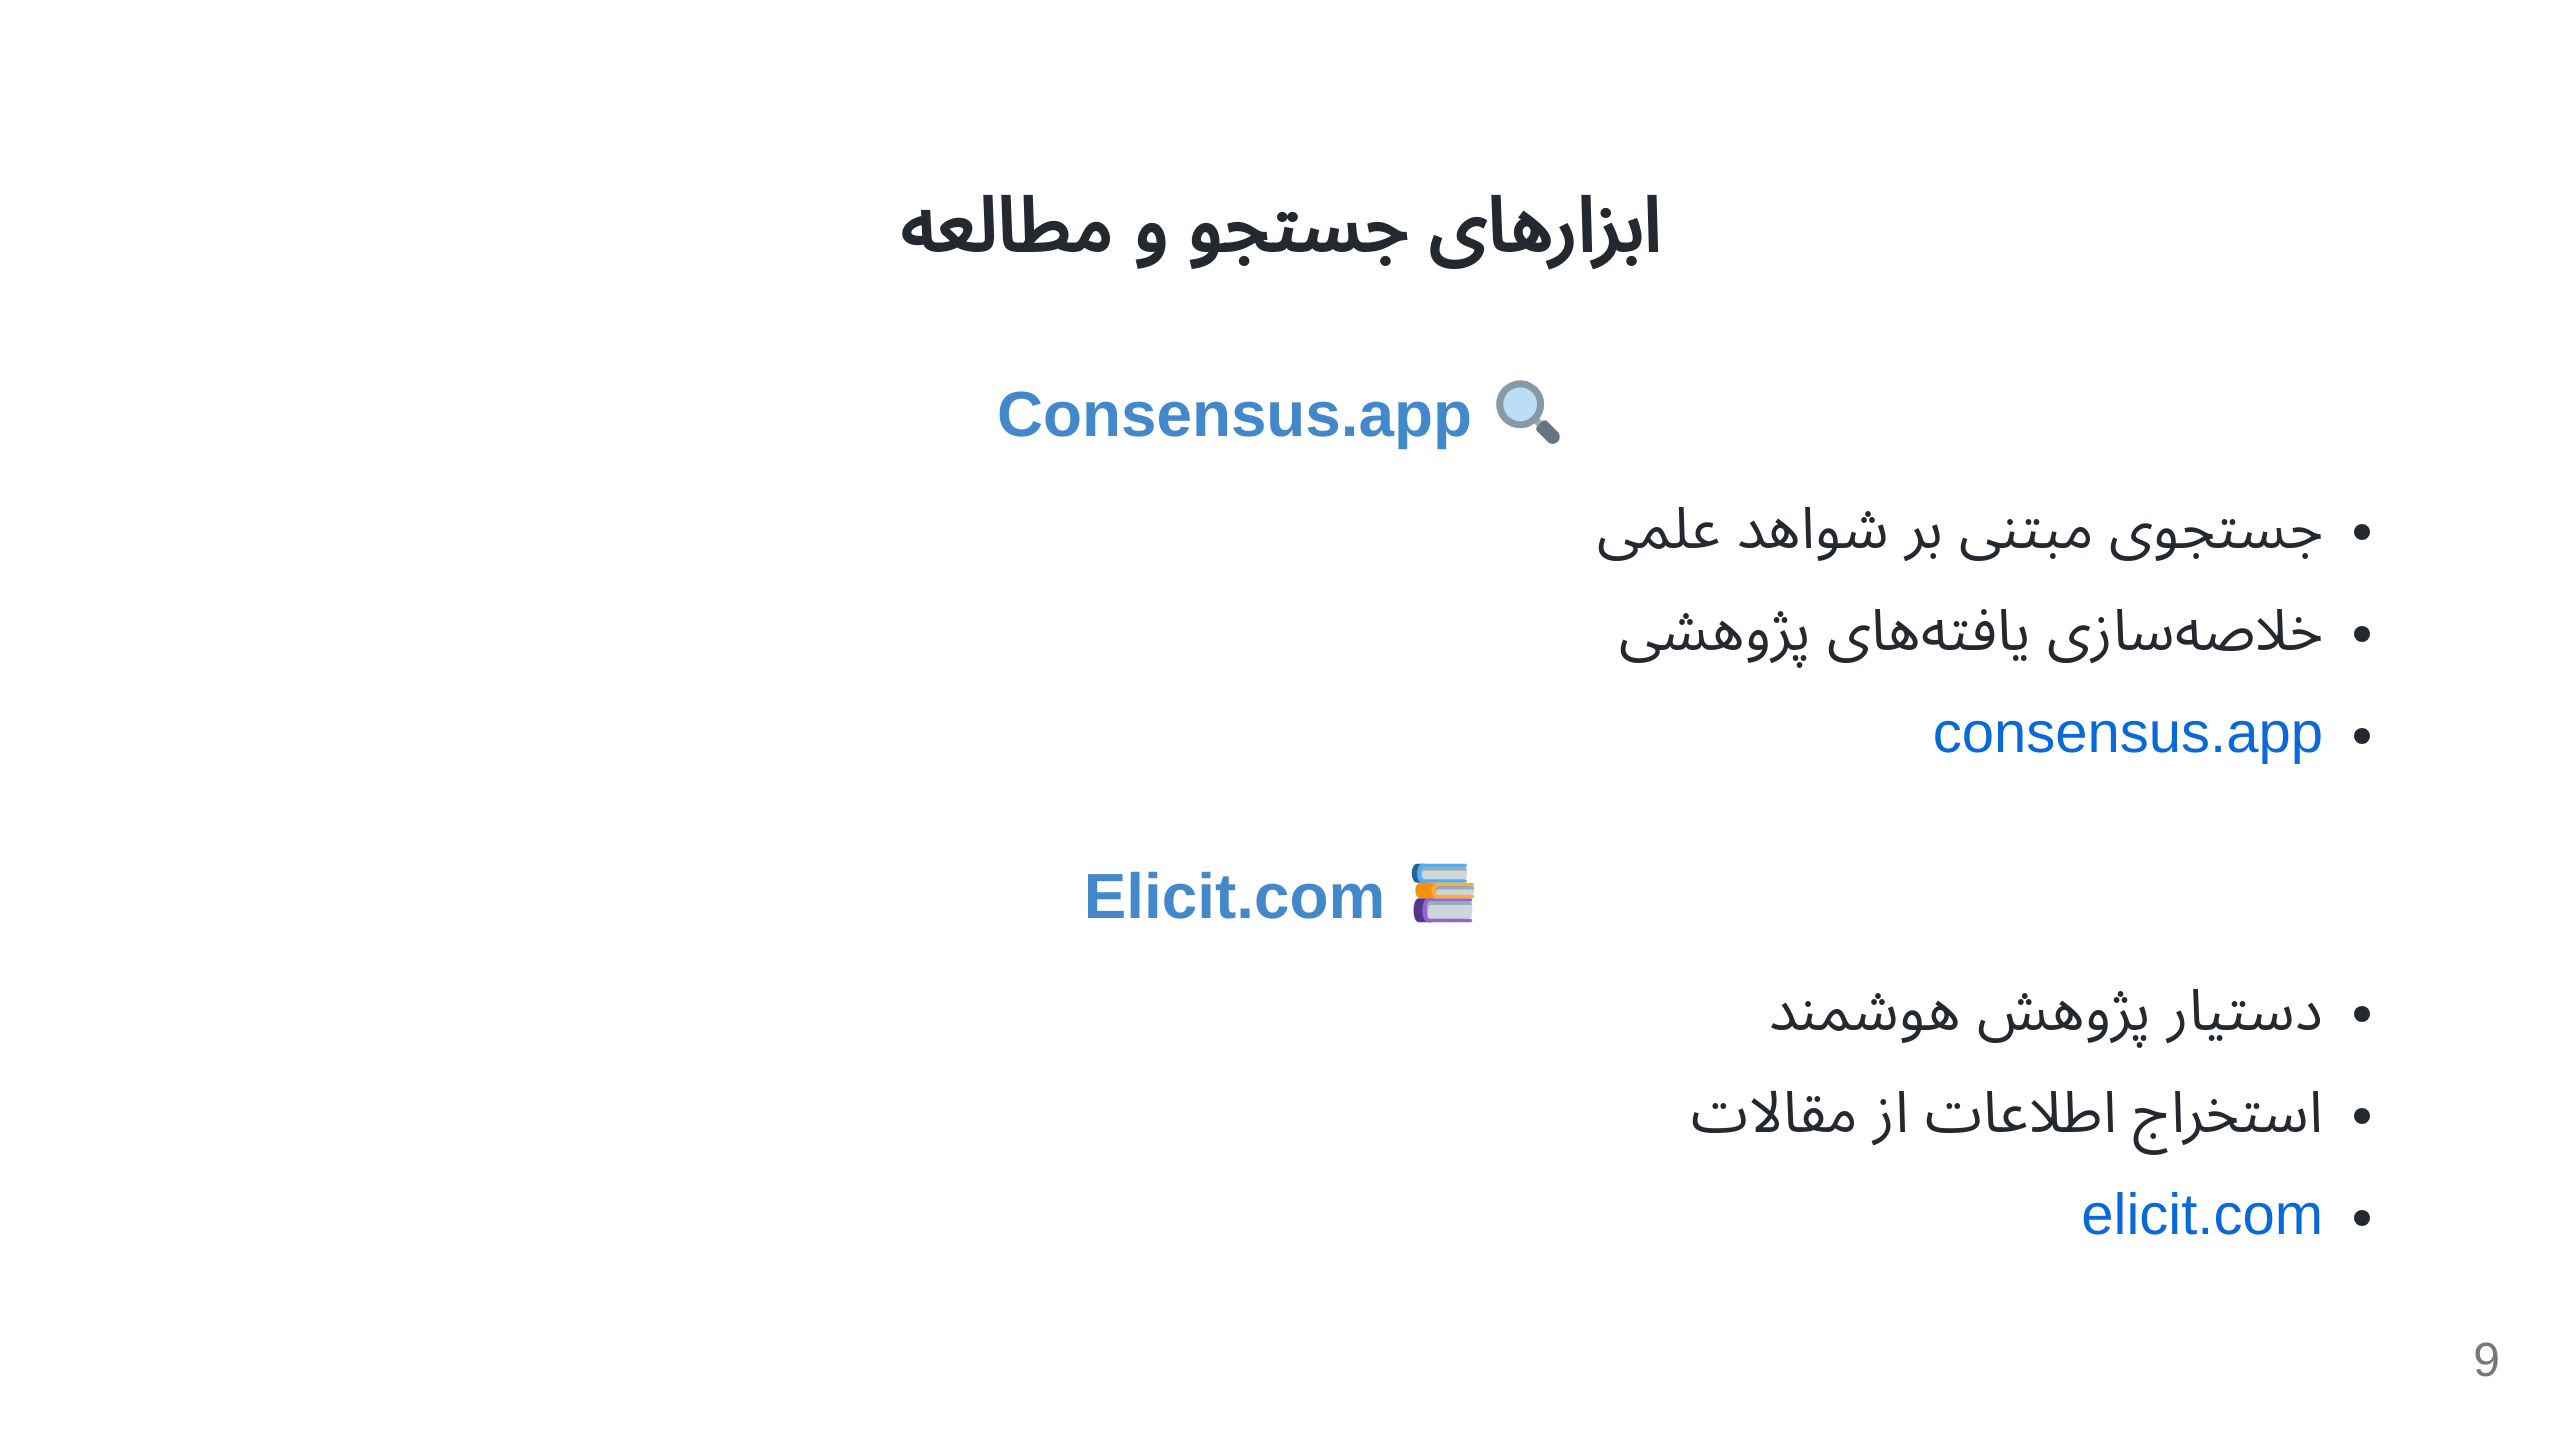 ابزارهای جستجو و مطالعه
🔍 Consensus.app
• جستجوی مبتنی بر شواهد علمی
• خلاصه‌سازی یافته‌های پژوهشی
• consensus.app
📚 Elicit.com
• دستیار پژوهش هوشمند
• استخراج اطلاعات از مقالات
• elicit.com
9